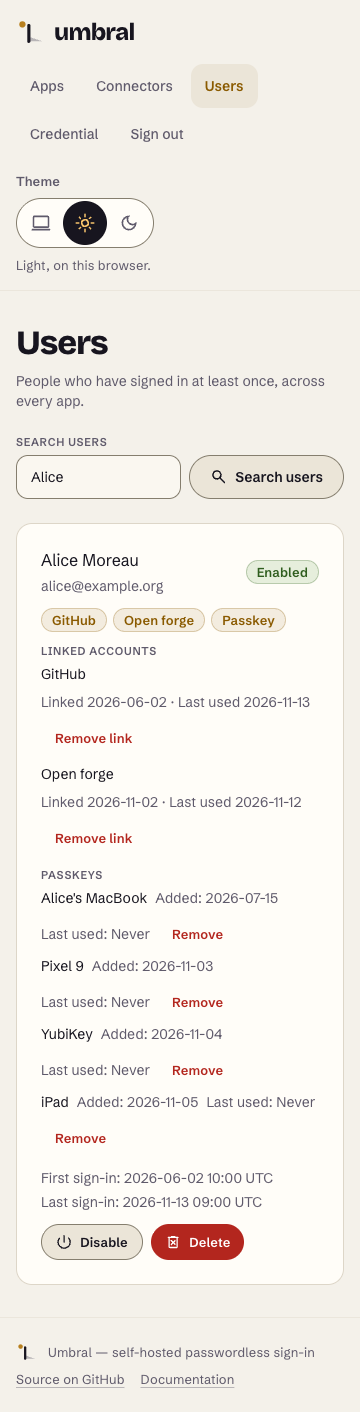 umbral
Apps Connectors Users
Credential Sign out
Theme
Light, on this browser.
Users
People who have signed in at least once, across
every app.
SEARCH USERS
Alice Search users
Alice Moreau
Enabled
alice@example.org
GitHub Open forge Passkey
LINKED ACCOUNTS
GitHub
Linked 2026-06-02 · Last used 2026-11-13
Remove link
Open forge
Linked 2026-11-02 · Last used 2026-11-12
Remove link
PASSKEYS
Alice's MacBook Added: 2026-07-15
Last used: Never Remove
Pixel 9 Added: 2026-11-03
Last used: Never Remove
YubiKey Added: 2026-11-04
Last used: Never Remove
iPad Added: 2026-11-05 Last used: Never
Remove
First sign-in: 2026-06-02 10:00 UTC
Last sign-in: 2026-11-13 09:00 UTC
Disable Delete
Umbral — self-hosted passwordless sign-in
Source on GitHub Documentation